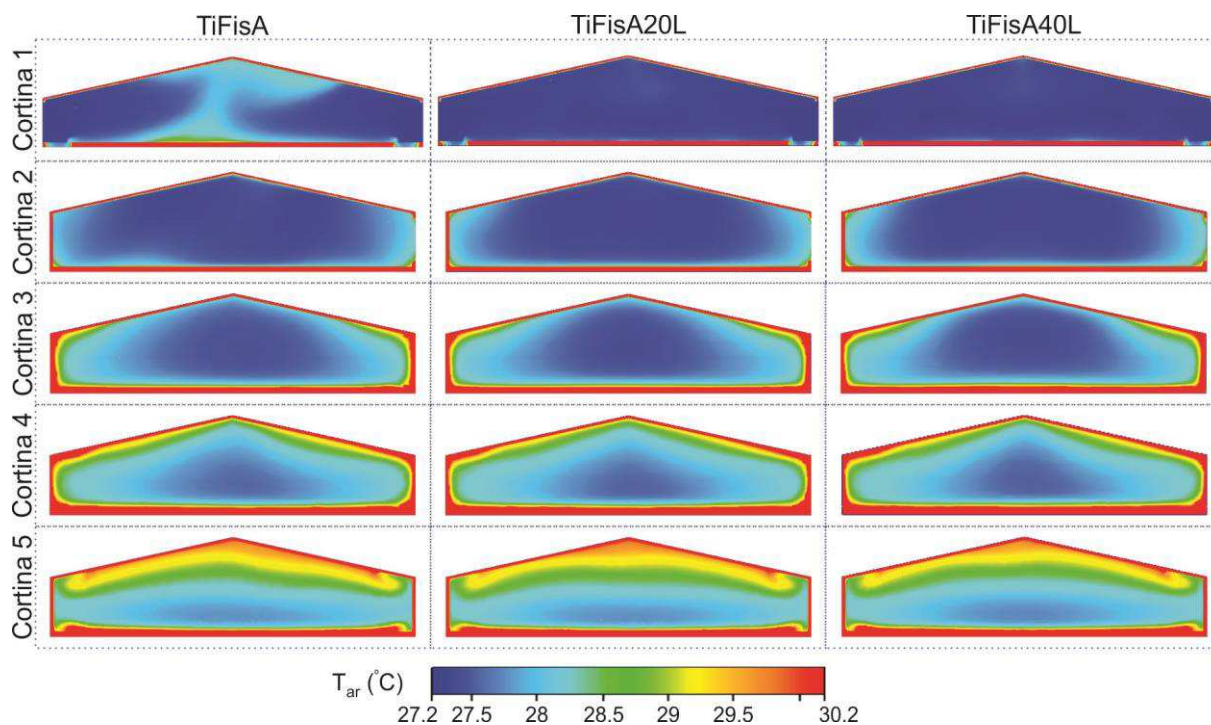 TiFisA TiFisA20L TiFisA40L
Cortina 1
Cortina 2
Cortina 3
Cortina 4
Cortina 5
T_ar (°C)
27.2 27.5 28 28.5 29 29.5 30.2